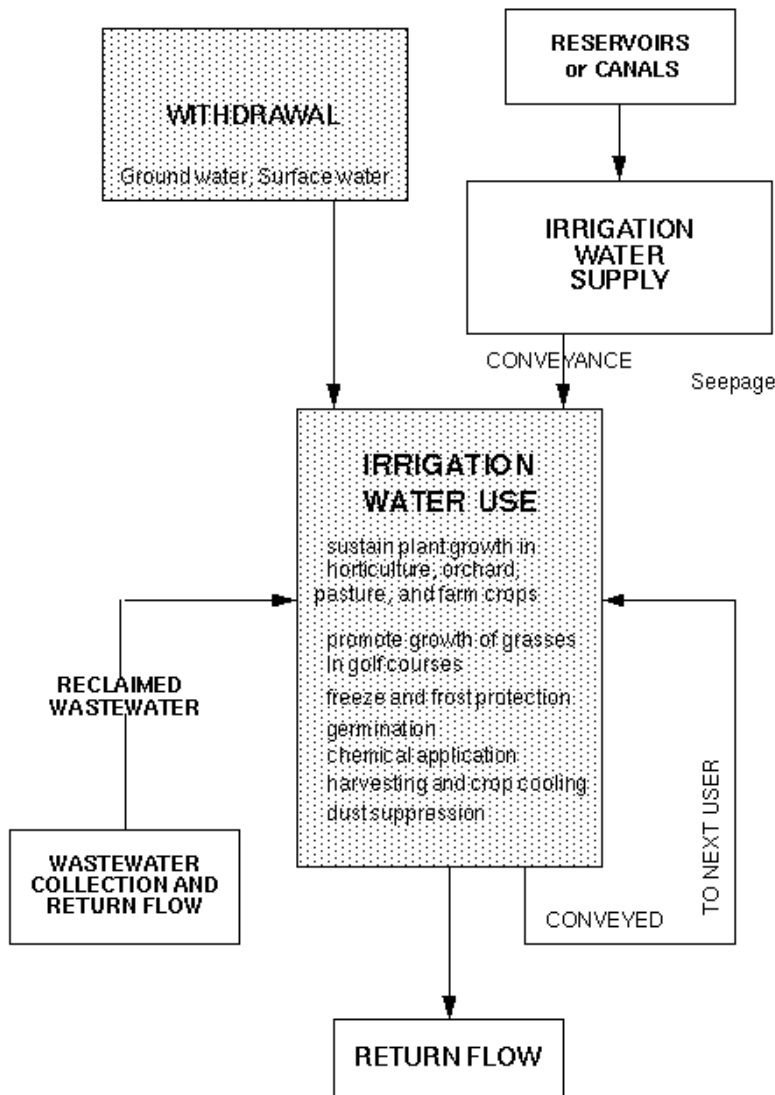 RESERVOIRS
or CANALS
WITHDRAWAL
Ground water, Surface water
IRRIGATION
WATER
SUPPLY
CONVEYANCE
Seepage
IRRIGATION
WATER USE
sustain plant growth in
horticulture, orchard,
pasture, and farm crops
promote growth of grasses
in golf courses
freeze and frost protection
germination
chemical application
harvesting and crop cooling
dust suppression
RECLAIMED
WASTEWATER
WASTEWATER
COLLECTION AND
RETURN FLOW
CONVEYED
TO NEXT USER
RETURN FLOW